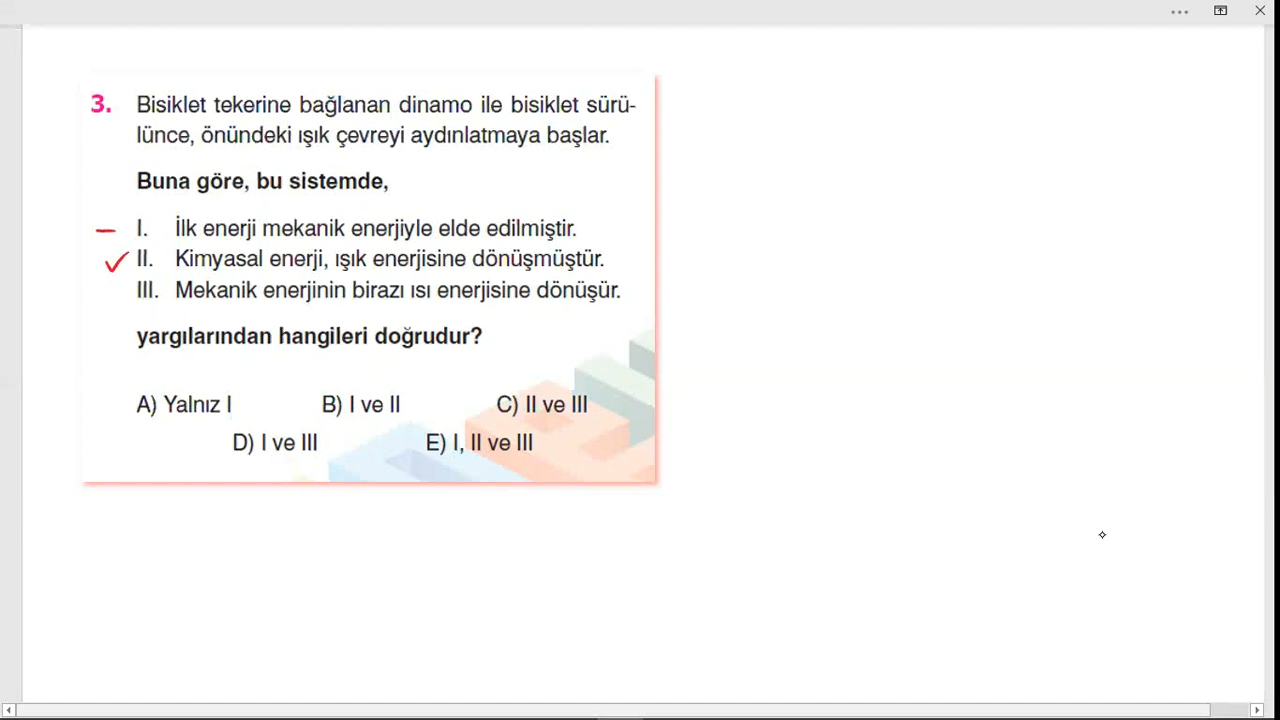 3. Bisiklet tekerine bağlanan dinamo ile bisiklet sürü-
lünce, önündeki ışık çevreyi aydınlatmaya başlar.
Buna göre, bu sistemde,
I. İlk enerji mekanik enerjiyle elde edilmiştir.
II. Kimyasal enerji, ışık enerjisine dönüşmüştür.
III. Mekanik enerjinin birazı ısı enerjisine dönüşür.
yargılarından hangileri doğrudur?
A) Yalnız I B) I ve II C) II ve III
D) I ve III E) I, II ve III